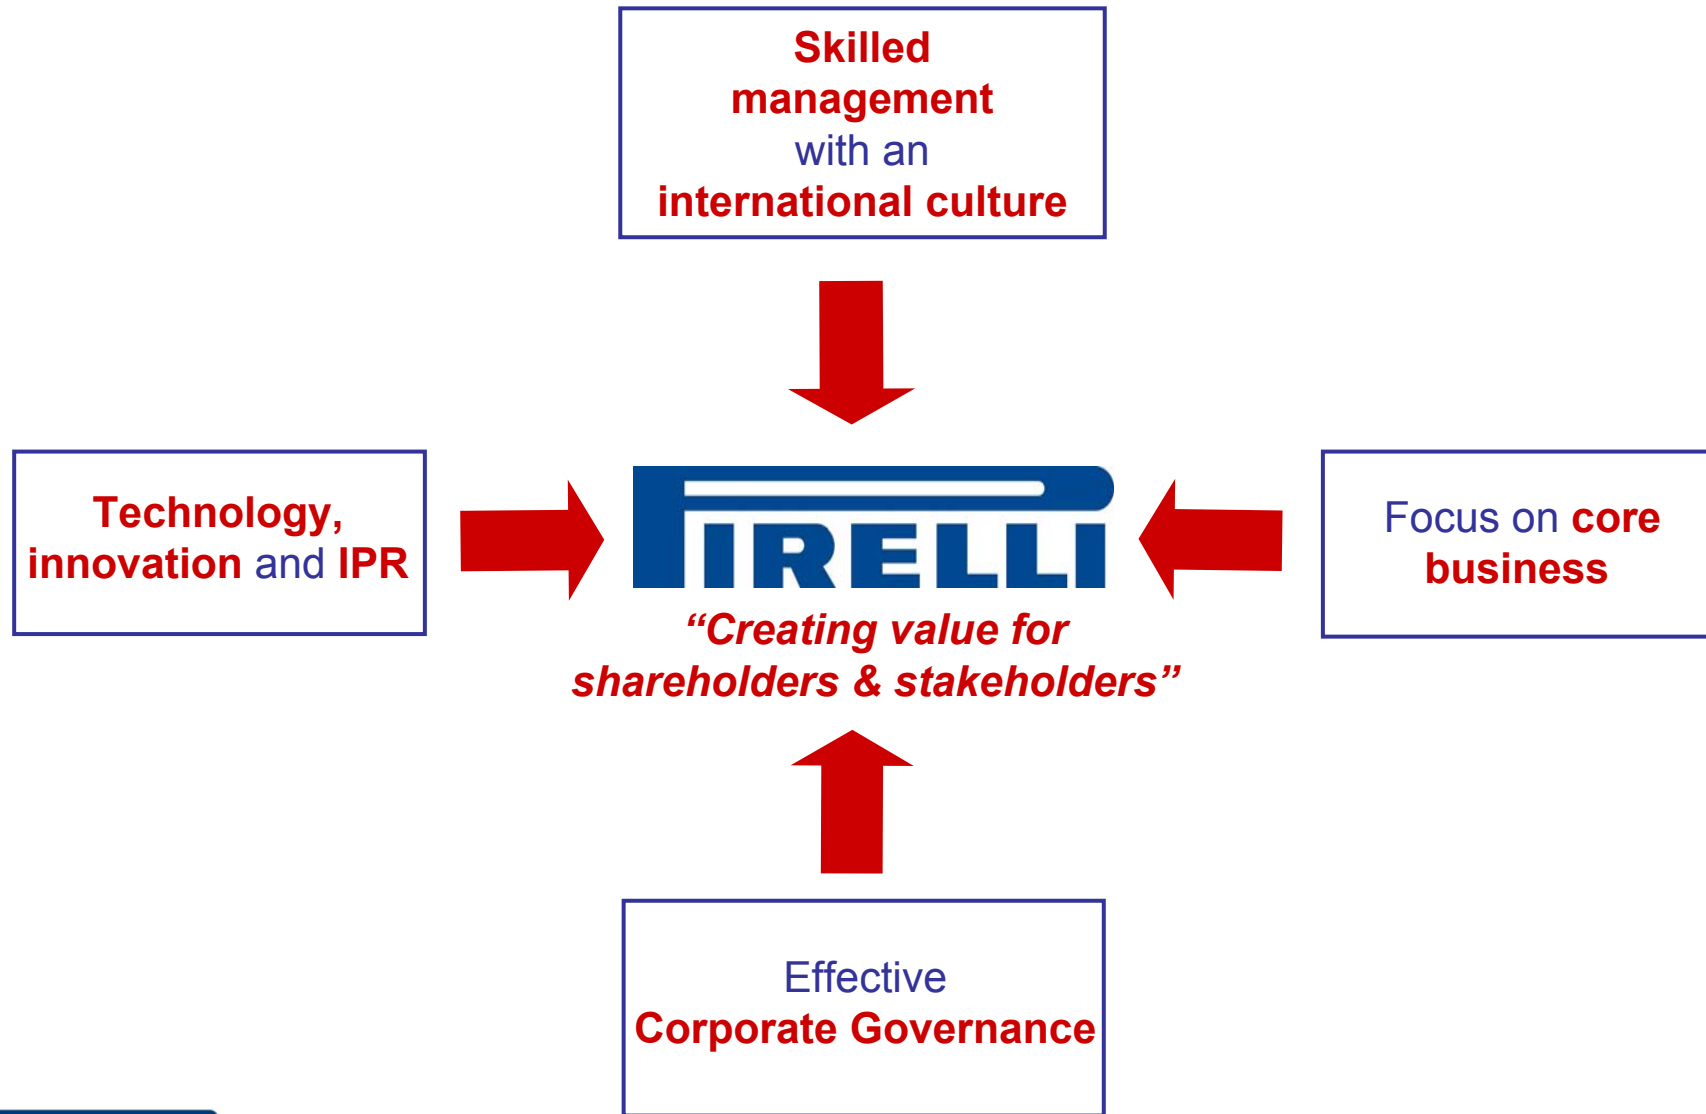 Skilled
management
with an
international culture
Technology,
innovation and IPR
PIRELLI
“Creating value for
shareholders & stakeholders”
Focus on core
business
Effective
Corporate Governance